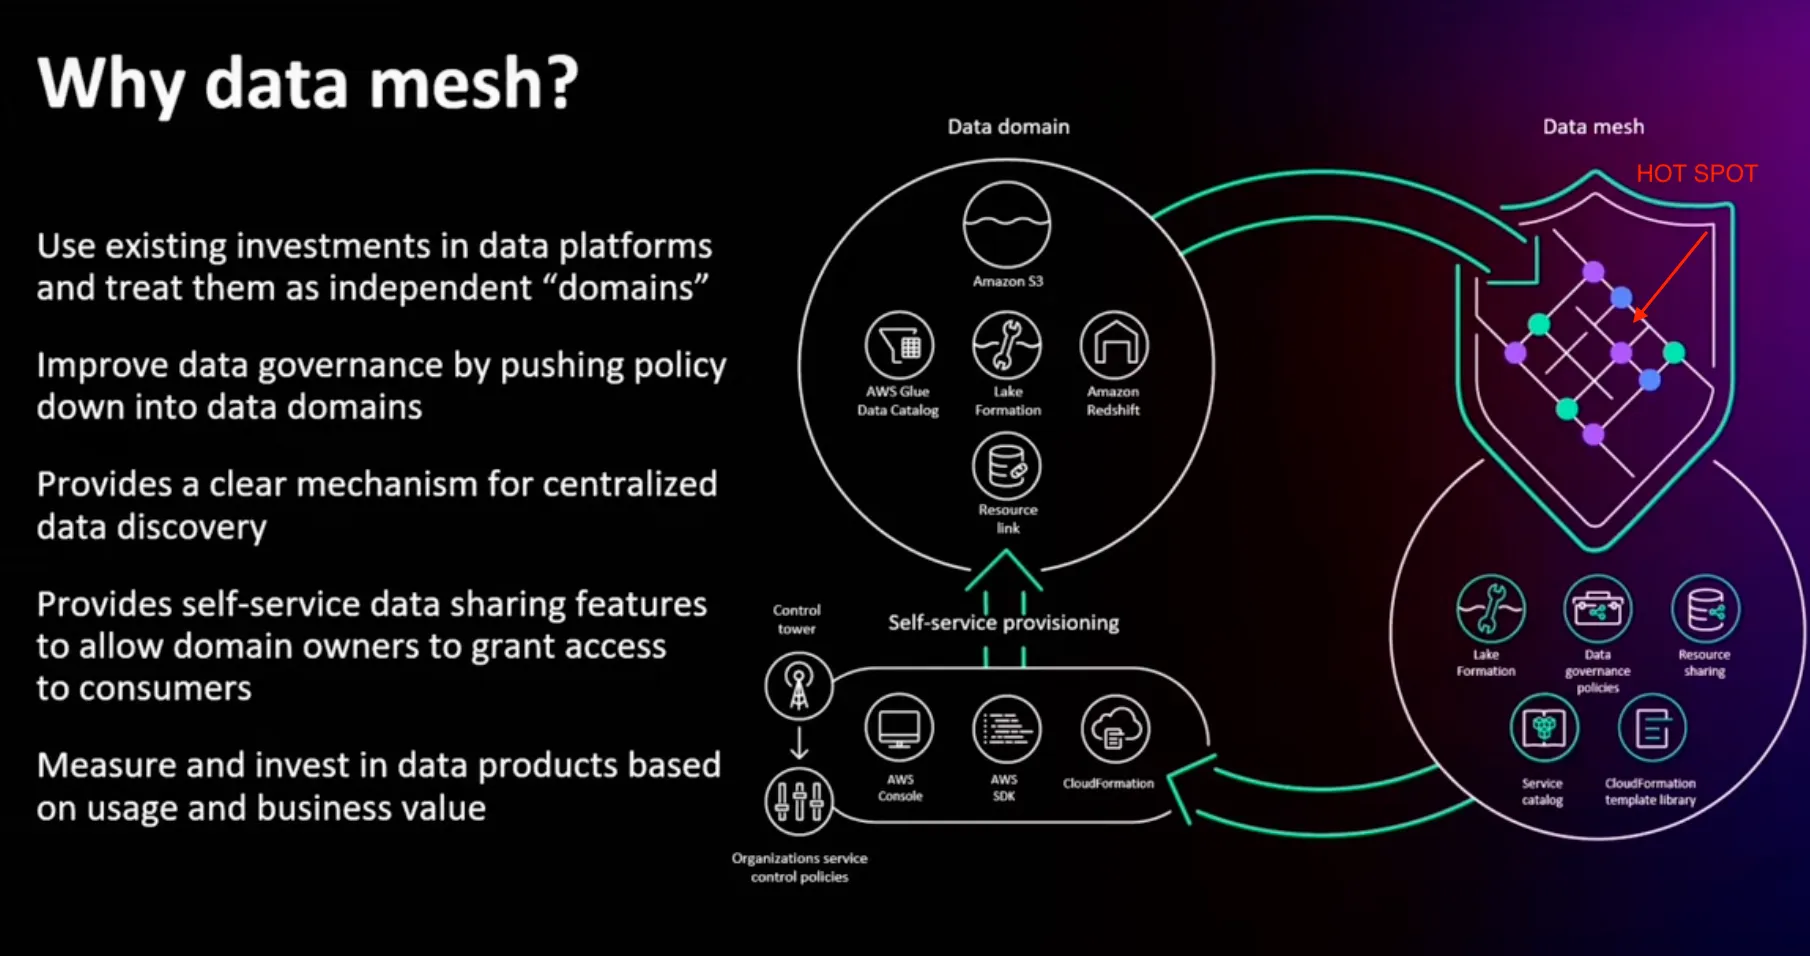 Why data mesh?
Use existing investments in data platforms
and treat them as independent “domains”
Improve data governance by pushing policy
down into data domains
Provides a clear mechanism for centralized
data discovery
Provides self-service data sharing features
to allow domain owners to grant access
to consumers
Measure and invest in data products based
on usage and business value
Data domain
Amazon S3
AWS Glue
Data Catalog
Lake
Formation
Amazon
Redshift
Resource
link
Self-service provisioning
Control
tower
AWS
Console
AWS
SDK
CloudFormation
Organizations service
control policies
Data mesh
HOT SPOT
Lake
Formation
Data
governance
policies
Resource
sharing
Service
catalog
CloudFormation
template library